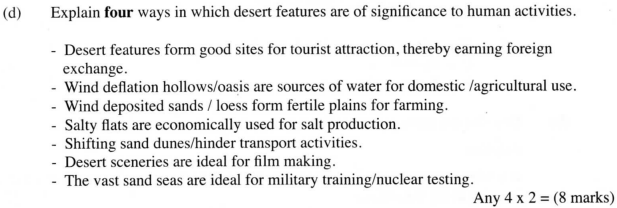 (d) Explain four ways in which desert features are of significance to human activities.
- Desert features form good sites for tourist attraction, thereby earning foreign
exchange.
- Wind deflation hollows/oasis are sources of water for domestic /agricultural use.
- Wind deposited sands / loess form fertile plains for farming.
- Salty flats are economically used for salt production.
- Shifting sand dunes/hinder transport activities.
- Desert sceneries are ideal for film making.
- The vast sand seas are ideal for military training/nuclear testing.
Any 4 x 2 = (8 marks)